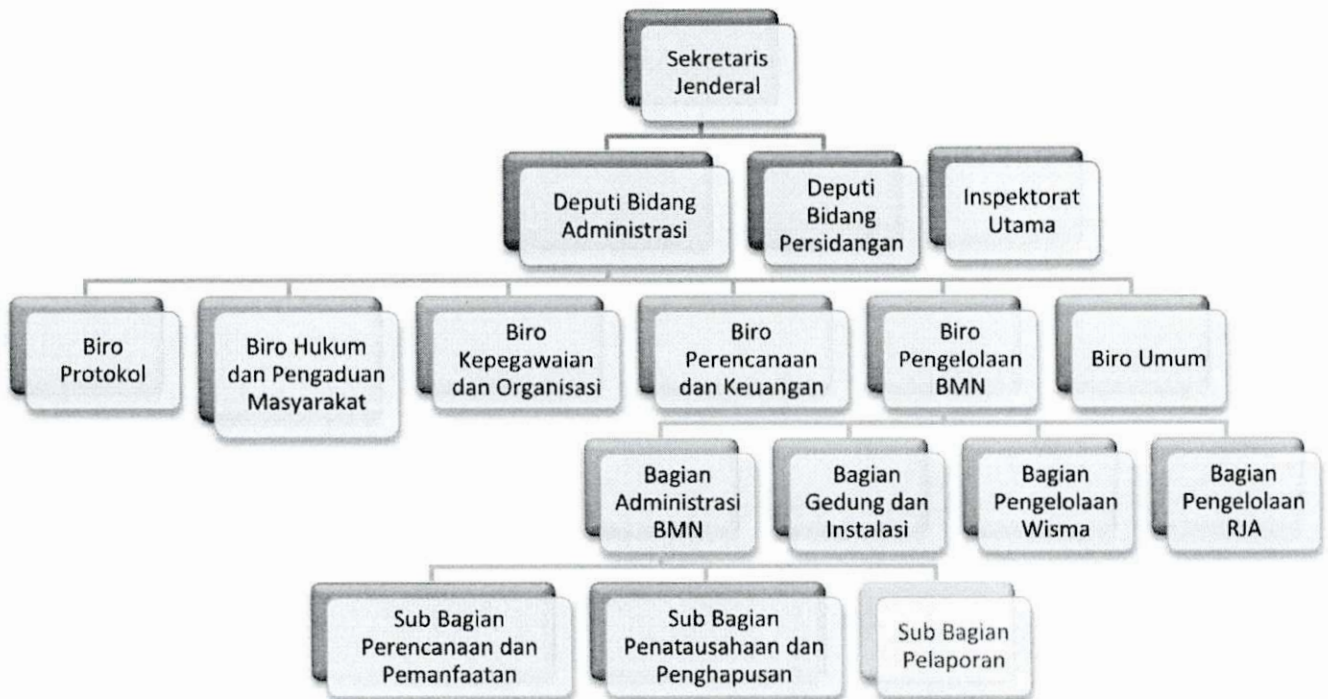 Sekretaris
Jenderal
Deputi Bidang
Administrasi
Deputi
Bidang
Persidangan
Inspektorat
Utama
Biro
Protokol
Biro Hukum
dan Pengaduan
Masyarakat
Biro
Kepegawaian
dan Organisasi
Biro
Perencanaan
dan Keuangan
Biro
Pengelolaan
BMN
Biro Umum
Bagian
Administrasi
BMN
Bagian
Gedung dan
Instalasi
Bagian
Pengelolaan
Wisma
Bagian
Pengelolaan
RJA
Sub Bagian
Perencanaan dan
Pemanfaatan
Sub Bagian
Penatausahaan dan
Penghapusan
Sub Bagian
Pelaporan